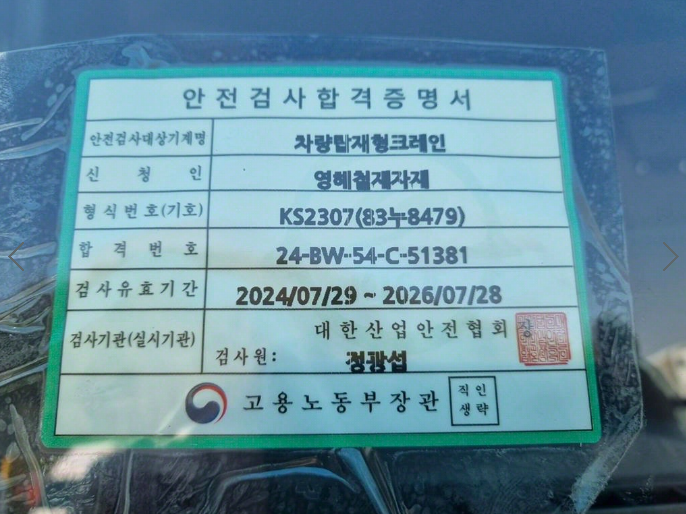 안전검사합격증명서
안전검사대상기계명 차량탑재형크레인
신청인 영혜철제자재
형식번호(기호) KS2307(83누8479)
합격번호 24-BW-54-C-51381
검사유효기간 2024/07/29 ~ 2026/07/28
검사기관(실시기관) 대한산업안전협회장
검사원: 정광섭
고용노동부장관 직인
생략